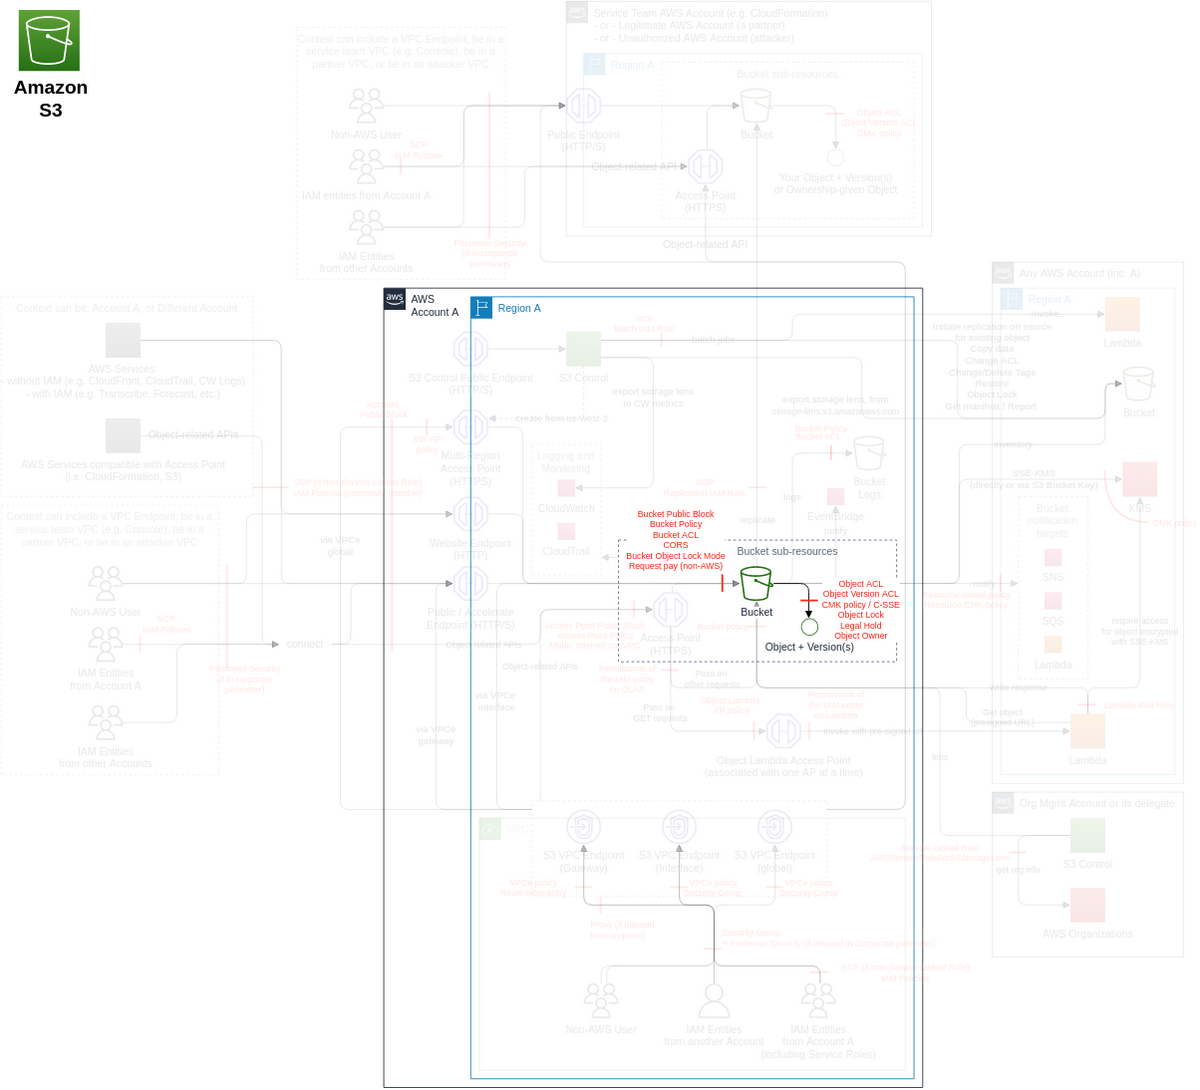 Amazon
S3
Service Team AWS Account (e.g. CloudFormation)
- or - Legitimate AWS Account (a partner)
- or - Unauthorized AWS Account (attacker)
Region A
Bucket sub-resources
Context can include a VPC Endpoint, be in a
service team VPC (e.g. Console), be in a
partner VPC, or be in an attacker VPC
Non-AWS User
SCP
IAM Policies
IAM entities from Account A
IAM Entities
from other Accounts
Perimeter Security
(if in corporate
perimeter)
Public Endpoint
(HTTP/S)
Object-related API
Access Point
(HTTPS)
Bucket
Object ACL
Object Version ACL
CMK policy
Your Object + Version(s)
or Ownership-given Object
Object-related API
Context can be: Account A, or Different Account
AWS Services
- without IAM (e.g. CloudFront, CloudTrail, CW Logs)
- with IAM (e.g. Transcribe, Forecast, etc.)
Object-related APIs
AWS Services compatible with Access Point
(i.e. CloudFormation, S3)
SCP (if non-Service-Linked Role)
IAM Policies (potentially mutable)
Context can include a VPC Endpoint, be in a
service team VPC (e.g. Console), be in a
partner VPC, or be in an attacker VPC
Non-AWS User
SCP
IAM Policies
IAM Entities
from Account A
IAM Entities
from other Accounts
Perimeter Security
(if in corporate
perimeter)
connect
AWS
Account A
Region A
S3 Control Public Endpoint
(HTTP/S)
S3 Control
SCP
Batch IAM Role
batch jobs
export storage lens
to CW metrics
export storage lens, from
storage-lens.s3.amazonaws.com
create from us-west-2
Account
Public Block
MR AP
policy
Multi-Region
Access Point
(HTTPS)
Logging and
Monitoring
CloudWatch
CloudTrail
Bucket Policy
Bucket ACL
Bucket
Logs
logs
SCP
Replication IAM Role
replicate
Eventbridge
notify
via VPCe
global
Website Endpoint
(HTTP)
Public / Accelerate
Endpoint (HTTP/S)
Bucket Public Block
Bucket Policy
Bucket ACL
CORS
Bucket Object Lock Mode
Request pay (non-AWS)
Bucket sub-resources
Bucket
Object ACL
Object Version ACL
CMK policy / C-SSE
Object Lock
Legal Hold
Object Owner
Object + Version(s)
Access Point Public Block
Access Point Policy
Access Point
(HTTPS)
Bucket policy
Object-related APIs
Object-related APIs
Permissions of
the IAM entity
on OLAP
Pass on
other requests
Pass on
GET requests
Object Lambda
AP policy
Permissions of
the IAM entity
on Lambda
Object Lambda Access Point
(associated with one AP at a time)
via VPCe
interface
via VPCe
gateway
lens
VPC
S3 VPC Endpoint
(Gateway)
S3 VPC Endpoint
(Interface)
S3 VPC Endpoint
(global)
VPCe policy
Route table entry
VPCe policy
Security Group
VPCe policy
Security Group
Proxy (if initiated
from on-prem)
Security Group
+ Perimeter Security (if initiated in Corporate perimeter)
SCP (if non-Service-Linked Role)
IAM Policies
Non-AWS User
IAM Entities
from another Account
IAM Entities
from Account A
(including Service Roles)
Any AWS Account (inc. A)
Region A
invoke
Lambda
Initiate replication on source
for existing object
Copy data
Change ACL
Change/Delete Tags
Restore
Object Lock
Get manifest / Report
Bucket
inventory
SSE-KMS
(directly or via S3 Bucket Key)
KMS
CMK policy
Bucket
notification
targets
SNS
SQS
Lambda
notify
Resource-based policy
Resource CMK policy
require access
for object encrypted
with SSE-KMS
Write response
Get object
(presigned URL)
Lambda IAM Role
Lambda
Org Mgmt Account or its delegate
S3 Control
Service-Linked Role
get org info
AWS Organizations